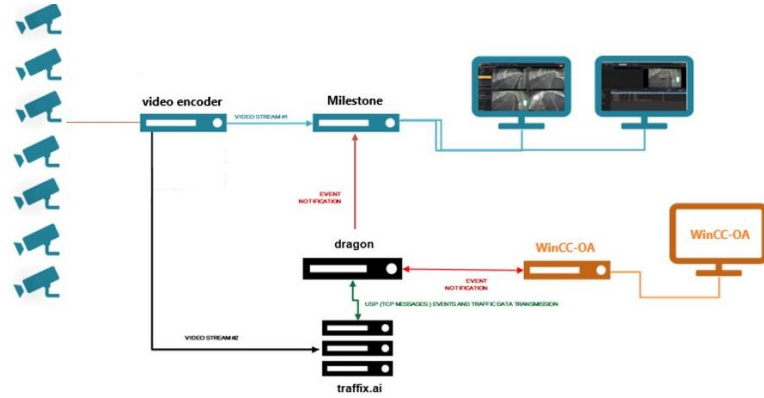 video encoder
Milestone
VIDEO STREAM #1
EVENT
NOTIFICATION
dragon
WinCC-OA
WinCC-OA
EVENT
NOTIFICATION
USP (TCP MESSAGES ) EVENTS AND TRAFFIC DATA TRANSMISSION
VIDEO STREAM #2
traffix.ai